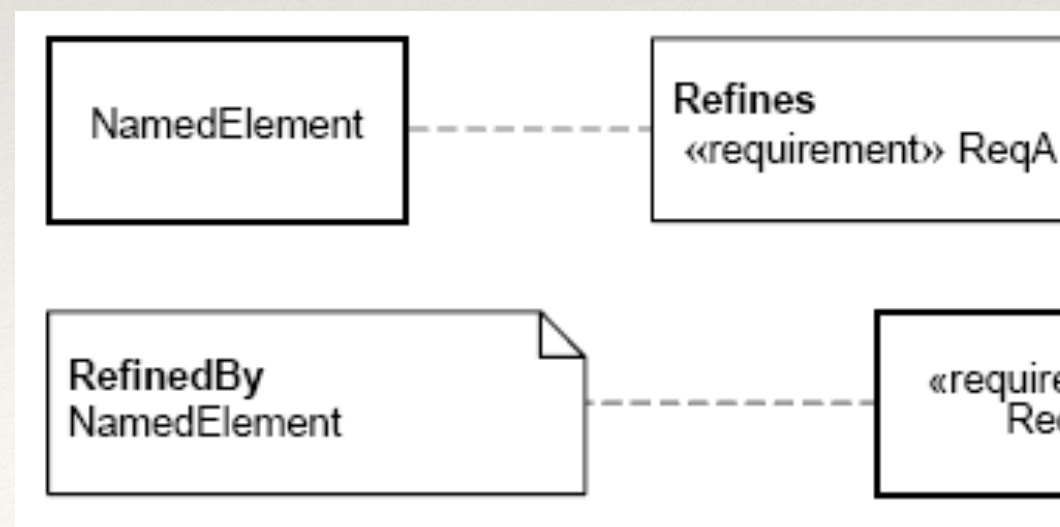 NamedElement
Refines
«requirement» ReqA
RefinedBy
NamedElement